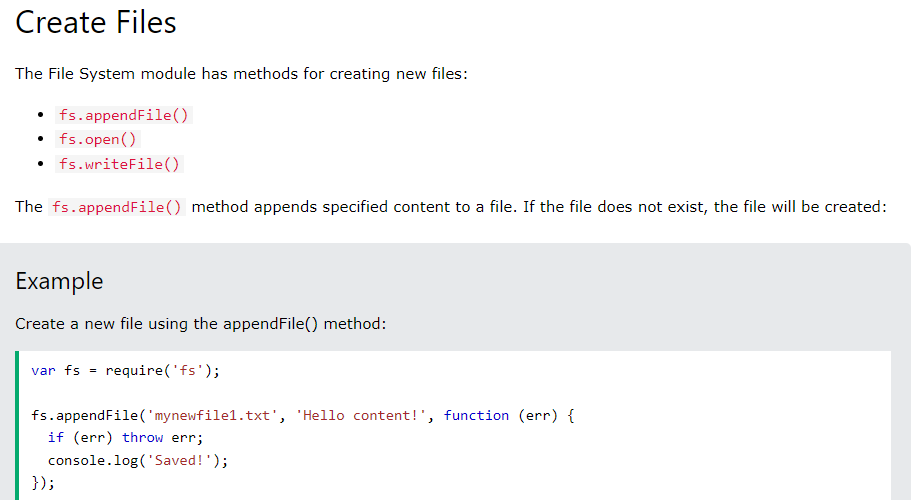 Create Files
The File System module has methods for creating new files:
• fs.appendFile()
• fs.open()
• fs.writeFile()
The fs.appendFile() method appends specified content to a file. If the file does not exist, the file will be created:
Example
Create a new file using the appendFile() method:
var fs = require('fs');

fs.appendFile('mynewfile1.txt', 'Hello content!', function (err) {
  if (err) throw err;
  console.log('Saved!');
});